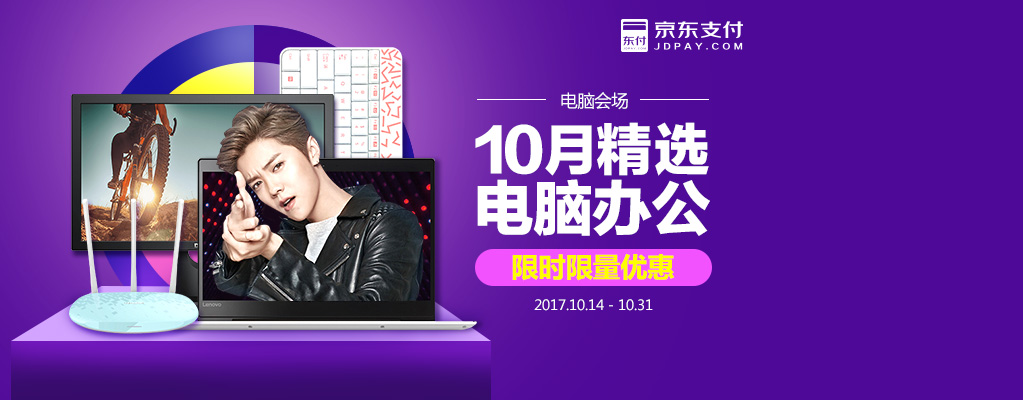 东付
京东支付
JDPAY.COM
电脑会场
10月精选
电脑办公
限时限量优惠
2017.10.14 - 10.31
Lenovo